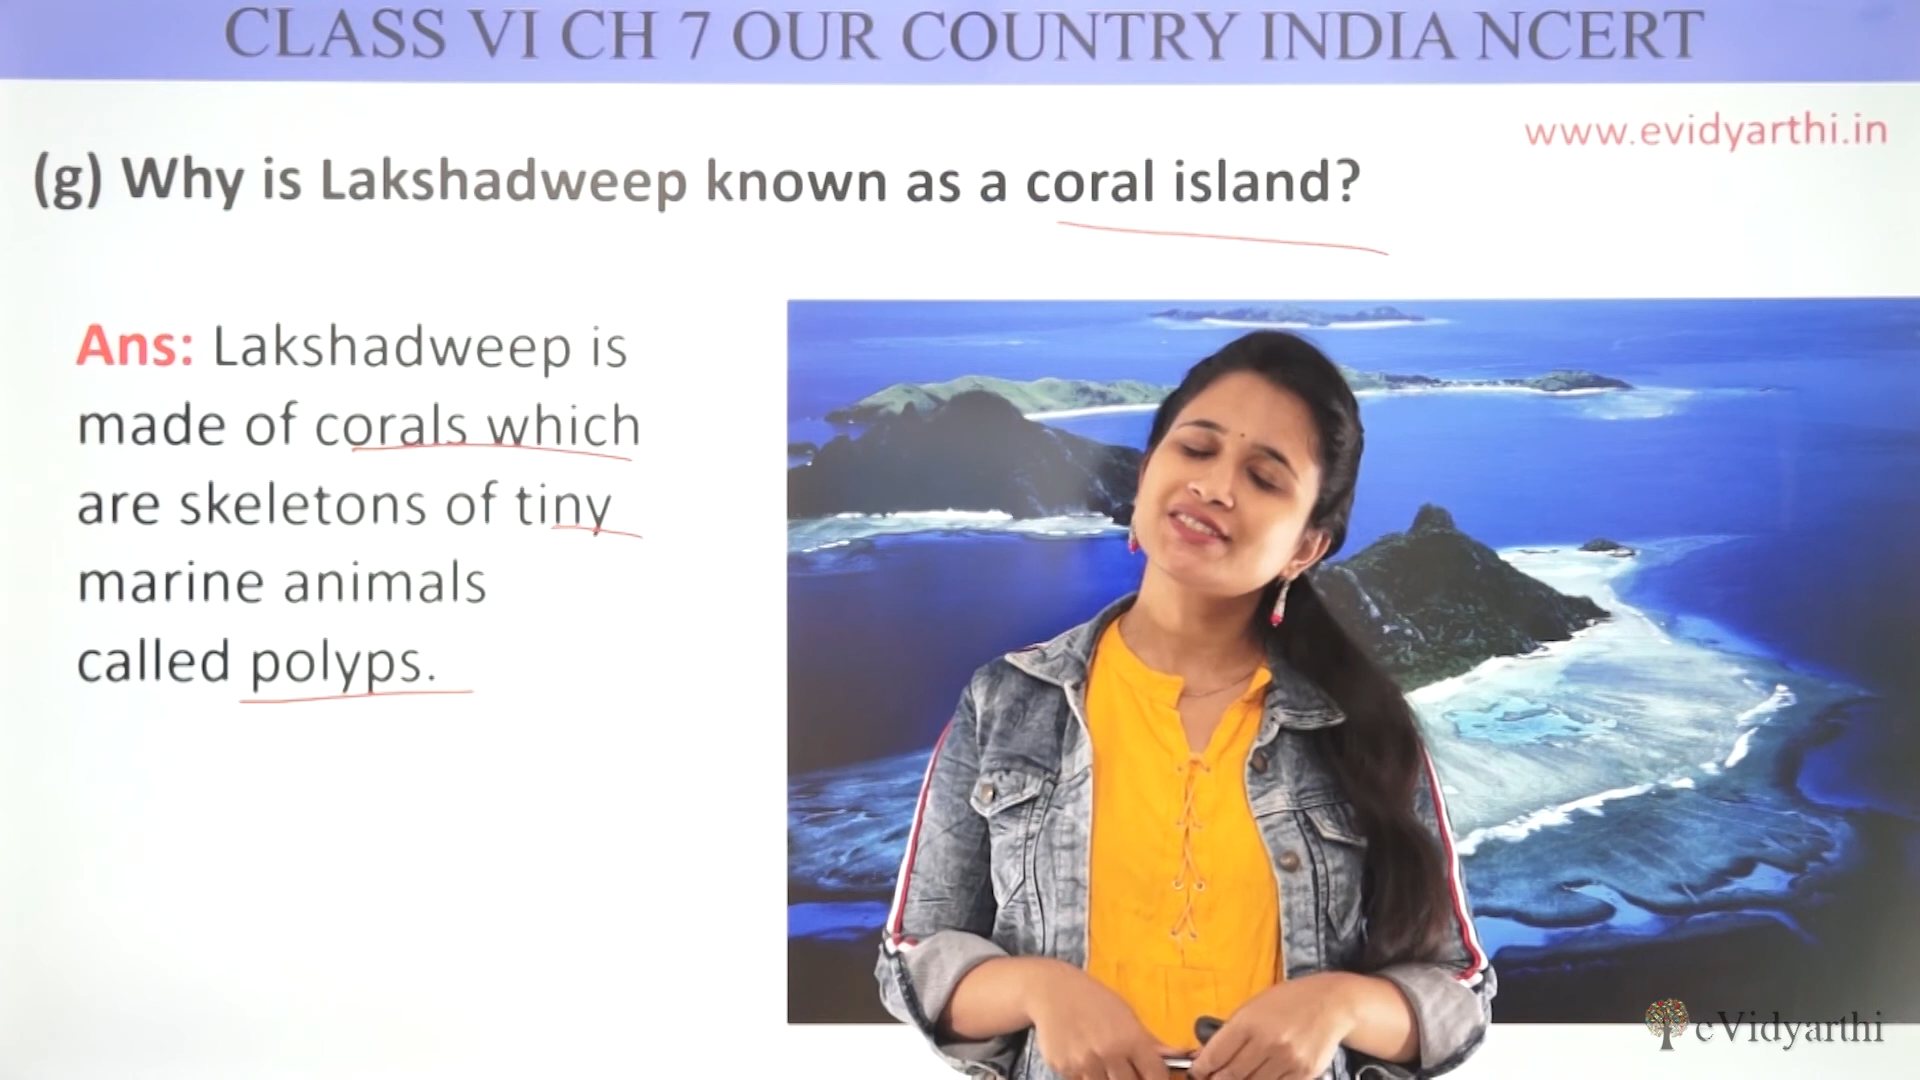 CLASS VI CH 7 OUR COUNTRY INDIA NCERT
www.evidyarthi.in
(g) Why is Lakshadweep known as a coral island?
Ans: Lakshadweep is
made of corals which
are skeletons of tiny
marine animals
called polyps.
eVidyarthi